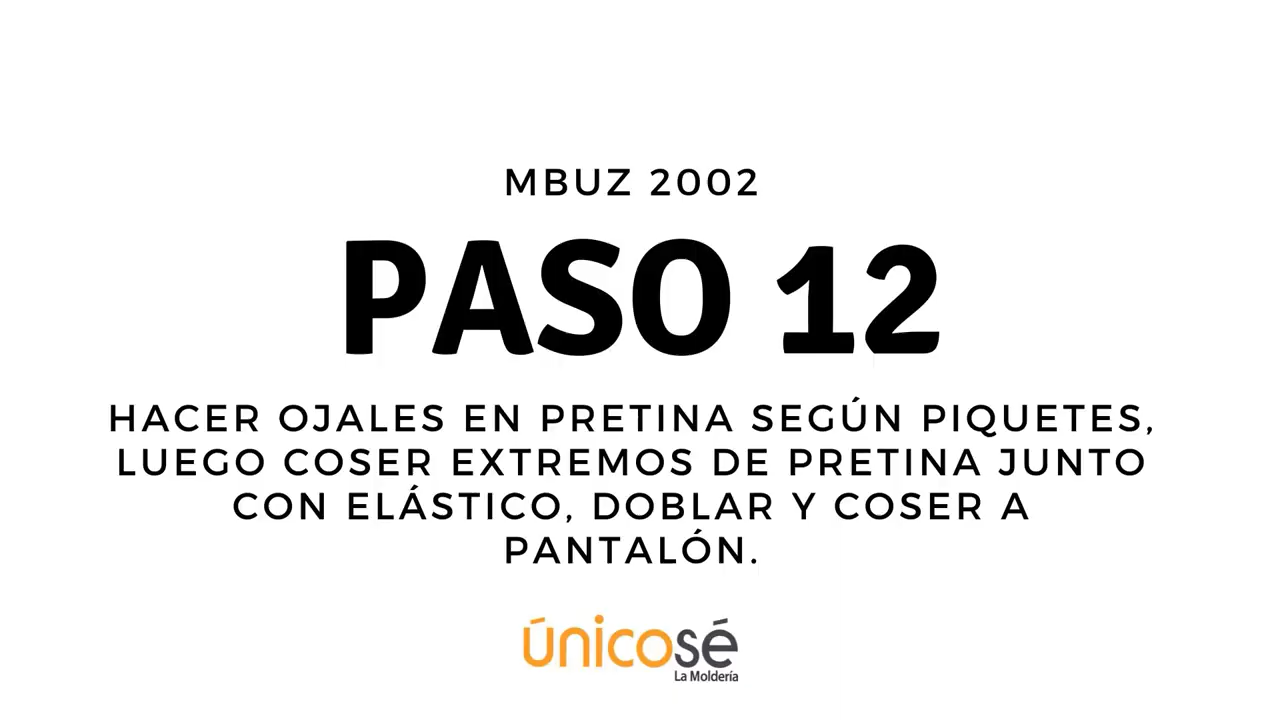 MBUZ 2002
PASO 12
HACER OJALES EN PRETINA SEGÚN PIQUETES,
LUEGO COSER EXTREMOS DE PRETINA JUNTO
CON ELÁSTICO, DOBLAR Y COSER A
PANTALÓN.
únicosé
La Moldería